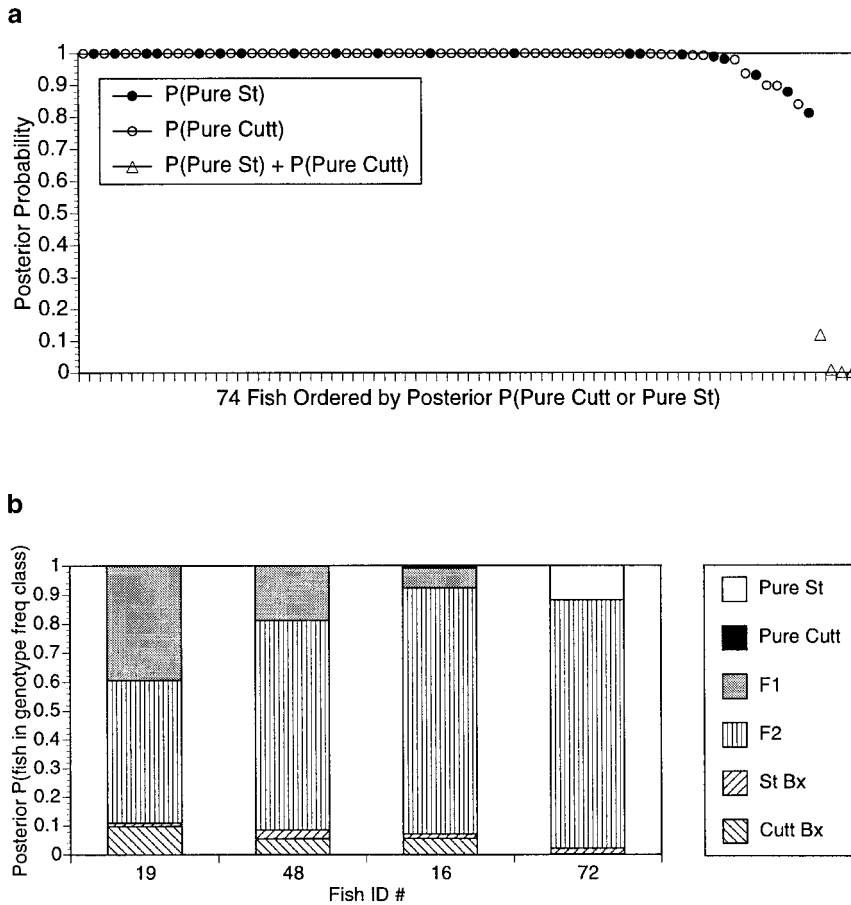 a
1
0.9
0.8
0.7
0.6
0.5
0.4
0.3
0.2
0.1
0
Posterior Probability
P(Pure St)
P(Pure Cutt)
P(Pure St) + P(Pure Cutt)
74 Fish Ordered by Posterior P(Pure Cutt or Pure St)
b
1
0.9
0.8
0.7
0.6
0.5
0.4
0.3
0.2
0.1
0
Posterior P(fish in genotype freq class)
19 48 16 72
Fish ID #
Pure St
Pure Cutt
F1
F2
St Bx
Cutt Bx